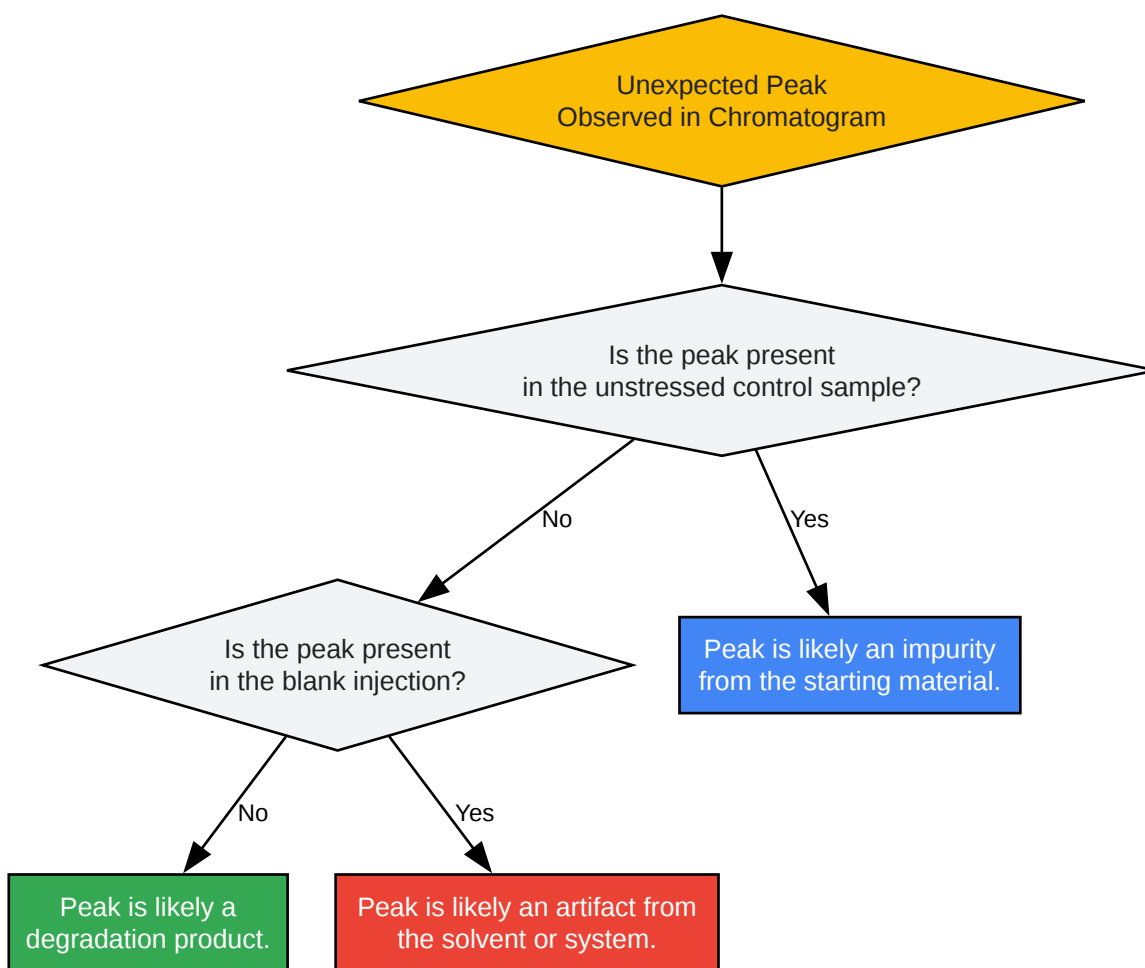 Unexpected Peak
Observed in Chromatogram
Is the peak present
in the unstressed control sample?
No
Yes
Is the peak present
in the blank injection?
Peak is likely an impurity
from the starting material.
No
Yes
Peak is likely a
degradation product.
Peak is likely an artifact from
the solvent or system.